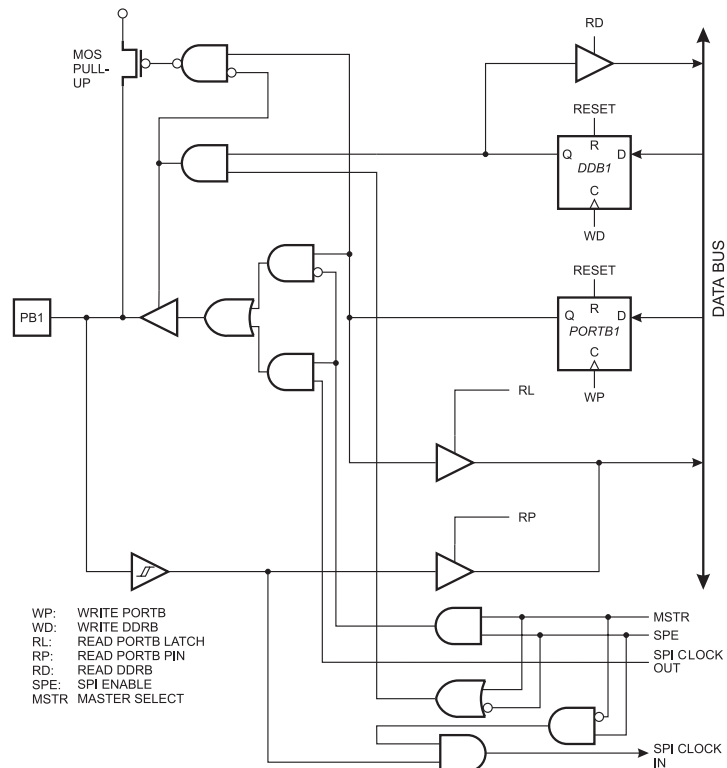 RD
MOS
PULL-
UP
RESET
R
Q
D
DDB1
C
WD
DATA BUS
RESET
R
Q
D
PORTB1
C
WP
PB1
RL
RP
WP: WRITE PORTB
WD: WRITE DDRB
RL: READ PORTB LATCH
RP: READ PORTB PIN
RD: READ DDRB
SPE: SPI ENABLE
MSTR MASTER SELECT
MSTR
SPE
SPI CLOCK
OUT
SPI CLOCK
IN